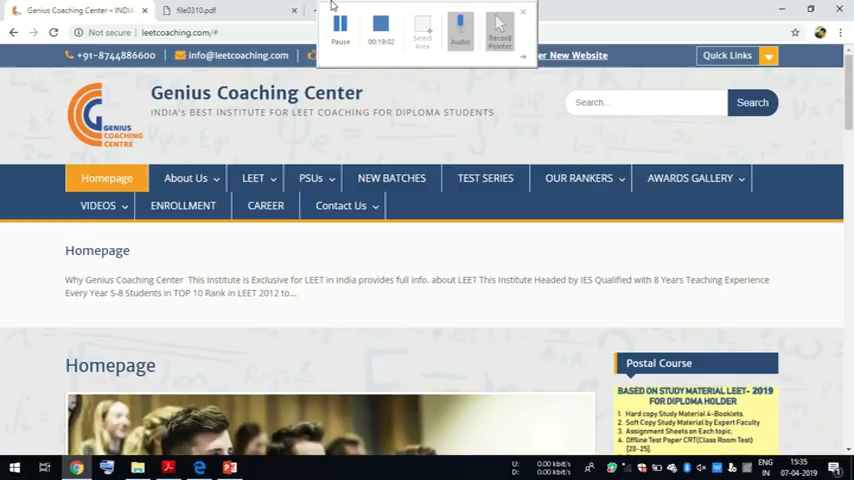 Genius Coaching Center – INDIA'
file0310.pdf
Pause
00:19:02
Select Area
Audio
Record Pointer
Not secure | leetcoaching.com/#
+91-8744886600
info@leetcoaching.com
er New Website
Quick Links
Genius Coaching Center
INDIA'S BEST INSTITUTE FOR LEET COACHING FOR DIPLOMA STUDENTS
GENIUS
COACHING
CENTRE
Search...
Search
Homepage About Us LEET PSUs NEW BATCHES TEST SERIES OUR RANKERS AWARDS GALLERY
VIDEOS ENROLLMENT CAREER Contact Us
Homepage
Why Genius Coaching Center  This Institute is Exclusive for LEET in India provides full info. about LEET This Institute Headed by IES Qualified with 8 Years Teaching Experience
Every Year 5-8 Students in TOP 10 Rank in LEET 2012 to...
Homepage
Postal Course
BASED ON STUDY MATERIAL LEET- 2019
FOR DIPLOMA HOLDER
1. Hard copy Study Material 4-Booklets.
2. Soft Copy Study Material by Expert Faculty
3. Assignment Sheets on Each topic.
4. Offline Test Paper CRT(Class Room Test)
[20-25].
U: 0.00 kbit/s
D: 0.00 kbit/s
ENG
IN
19:35
07-04-2019